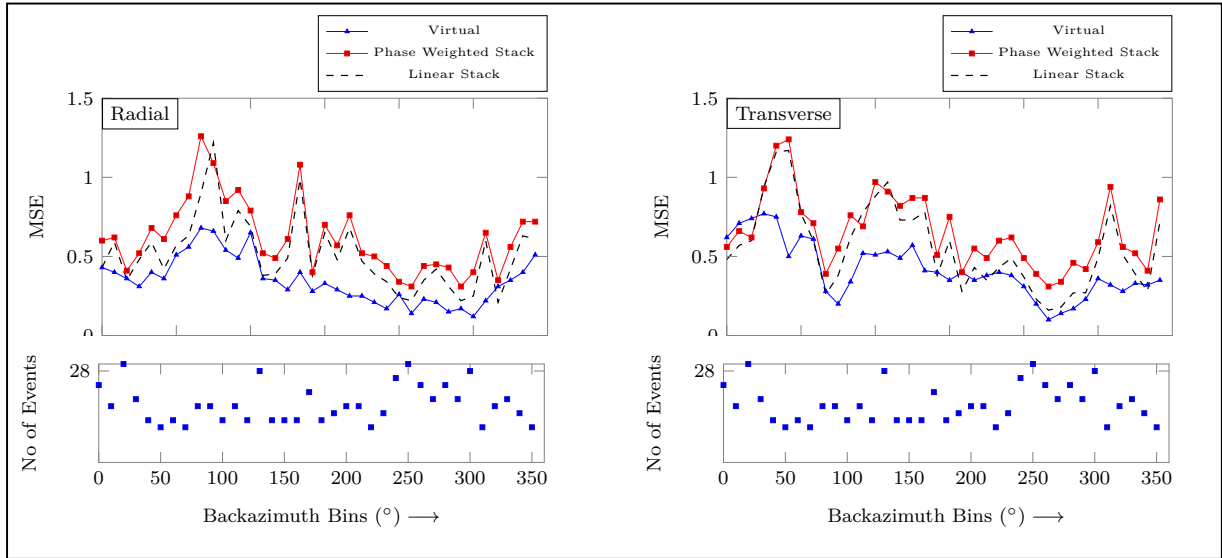 Virtual
Phase Weighted Stack
Linear Stack
Radial
1.5
1
0.5
0
MSE
28
No of Events
0 50 100 150 200 250 300 350
Backazimuth Bins (°) ⟶
Virtual
Phase Weighted Stack
Linear Stack
Transverse
1.5
1
0.5
0
MSE
28
No of Events
0 50 100 150 200 250 300 350
Backazimuth Bins (°) ⟶